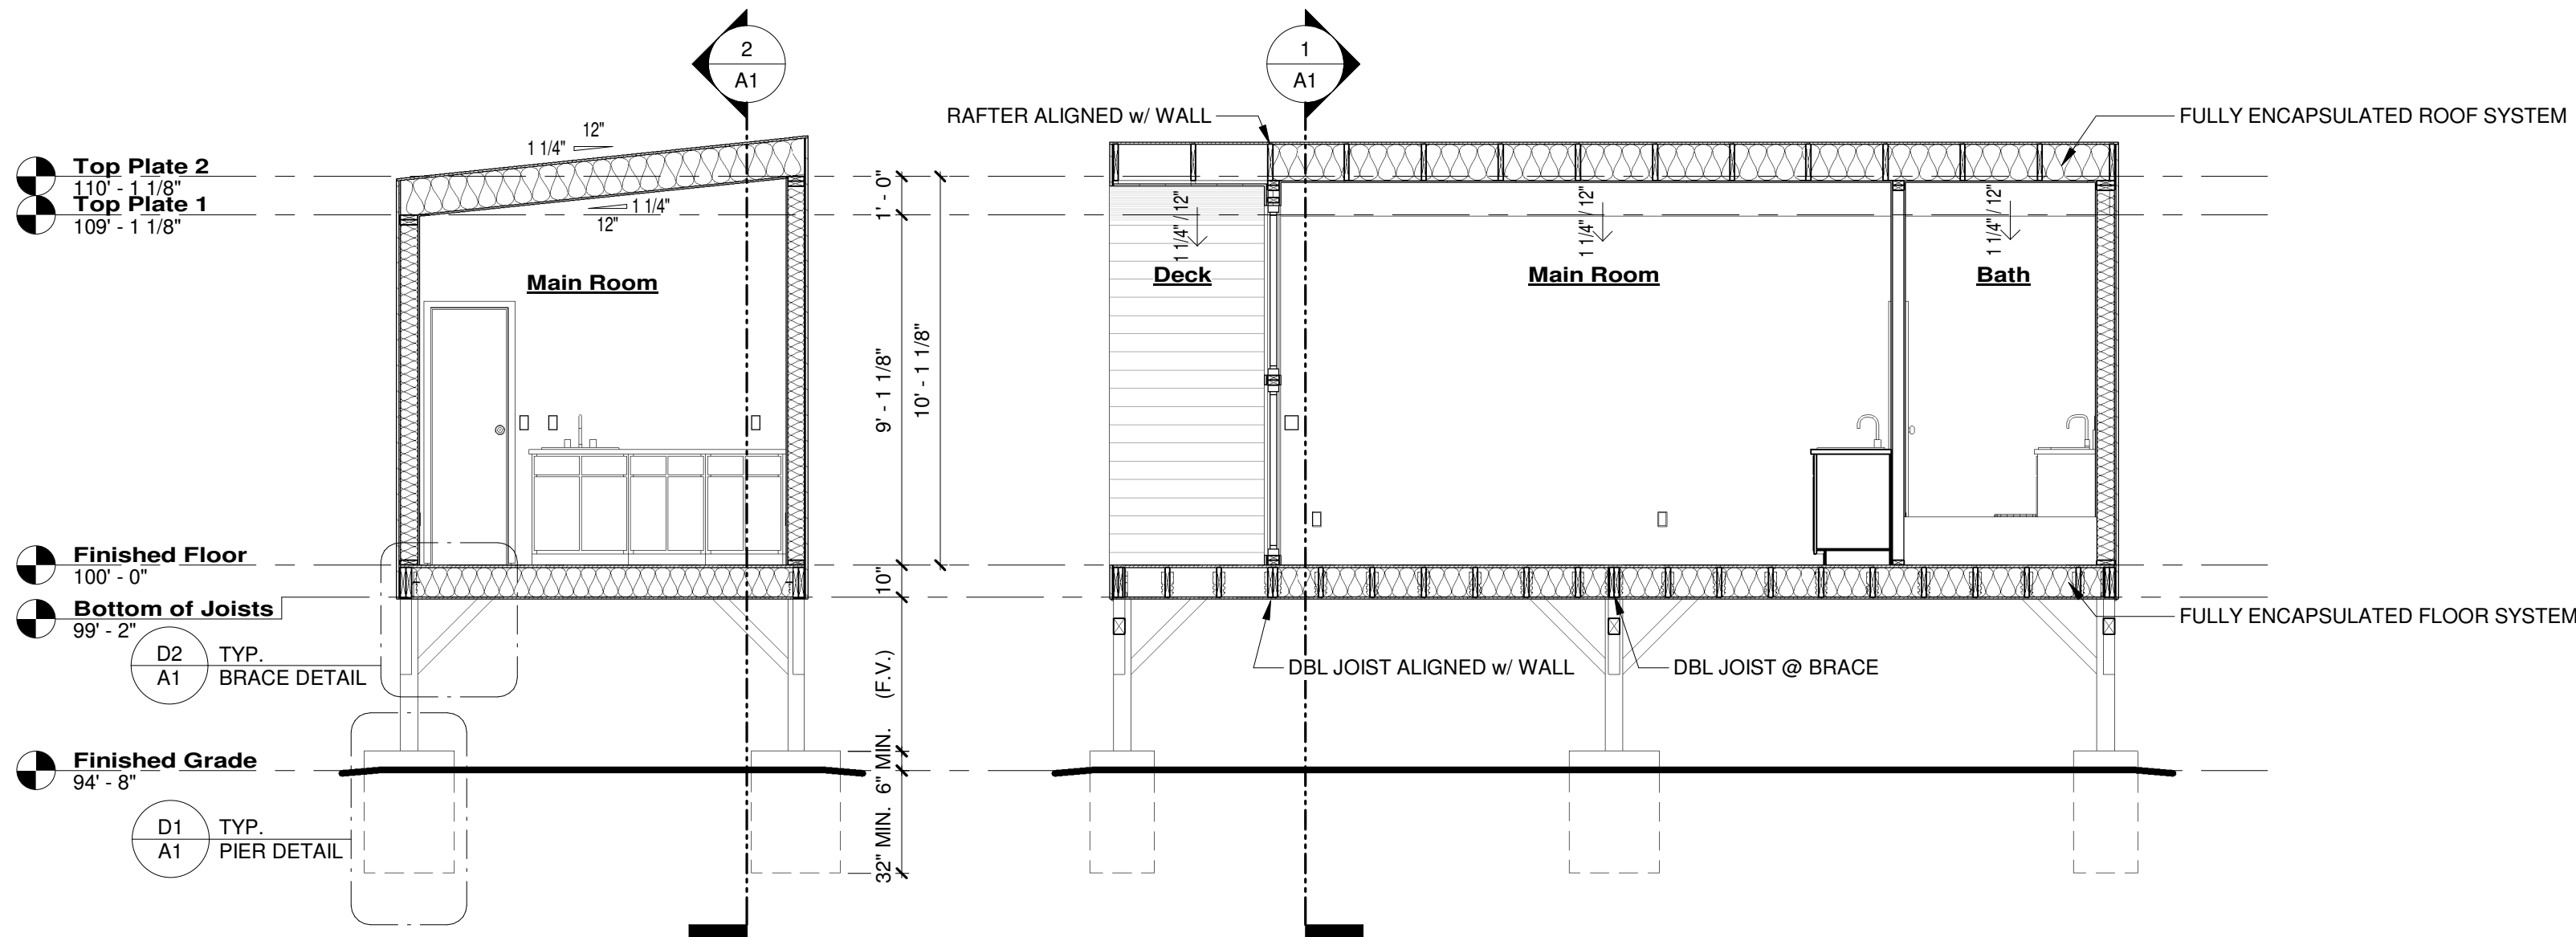 2
A1
1
A1
RAFTER ALIGNED w/ WALL
FULLY ENCAPSULATED ROOF SYSTEM
12"
1 1/4"
Top Plate 2
110' - 1 1/8"
Top Plate 1
109' - 1 1/8"
1 1/4"
12"
1' - 0"
1 1/4" / 12"
1 1/4" / 12"
1 1/4" / 12"
Main Room
Deck
Main Room
Bath
9' - 1 1/8"
10' - 1 1/8"
Finished Floor
100' - 0"
10"
Bottom of Joists
99' - 2"
FULLY ENCAPSULATED FLOOR SYSTEM
D2
A1
TYP.
BRACE DETAIL
(F.V.)
DBL JOIST ALIGNED w/ WALL
DBL JOIST @ BRACE
Finished Grade
94' - 8"
6" MIN.
32" MIN.
D1
A1
TYP.
PIER DETAIL